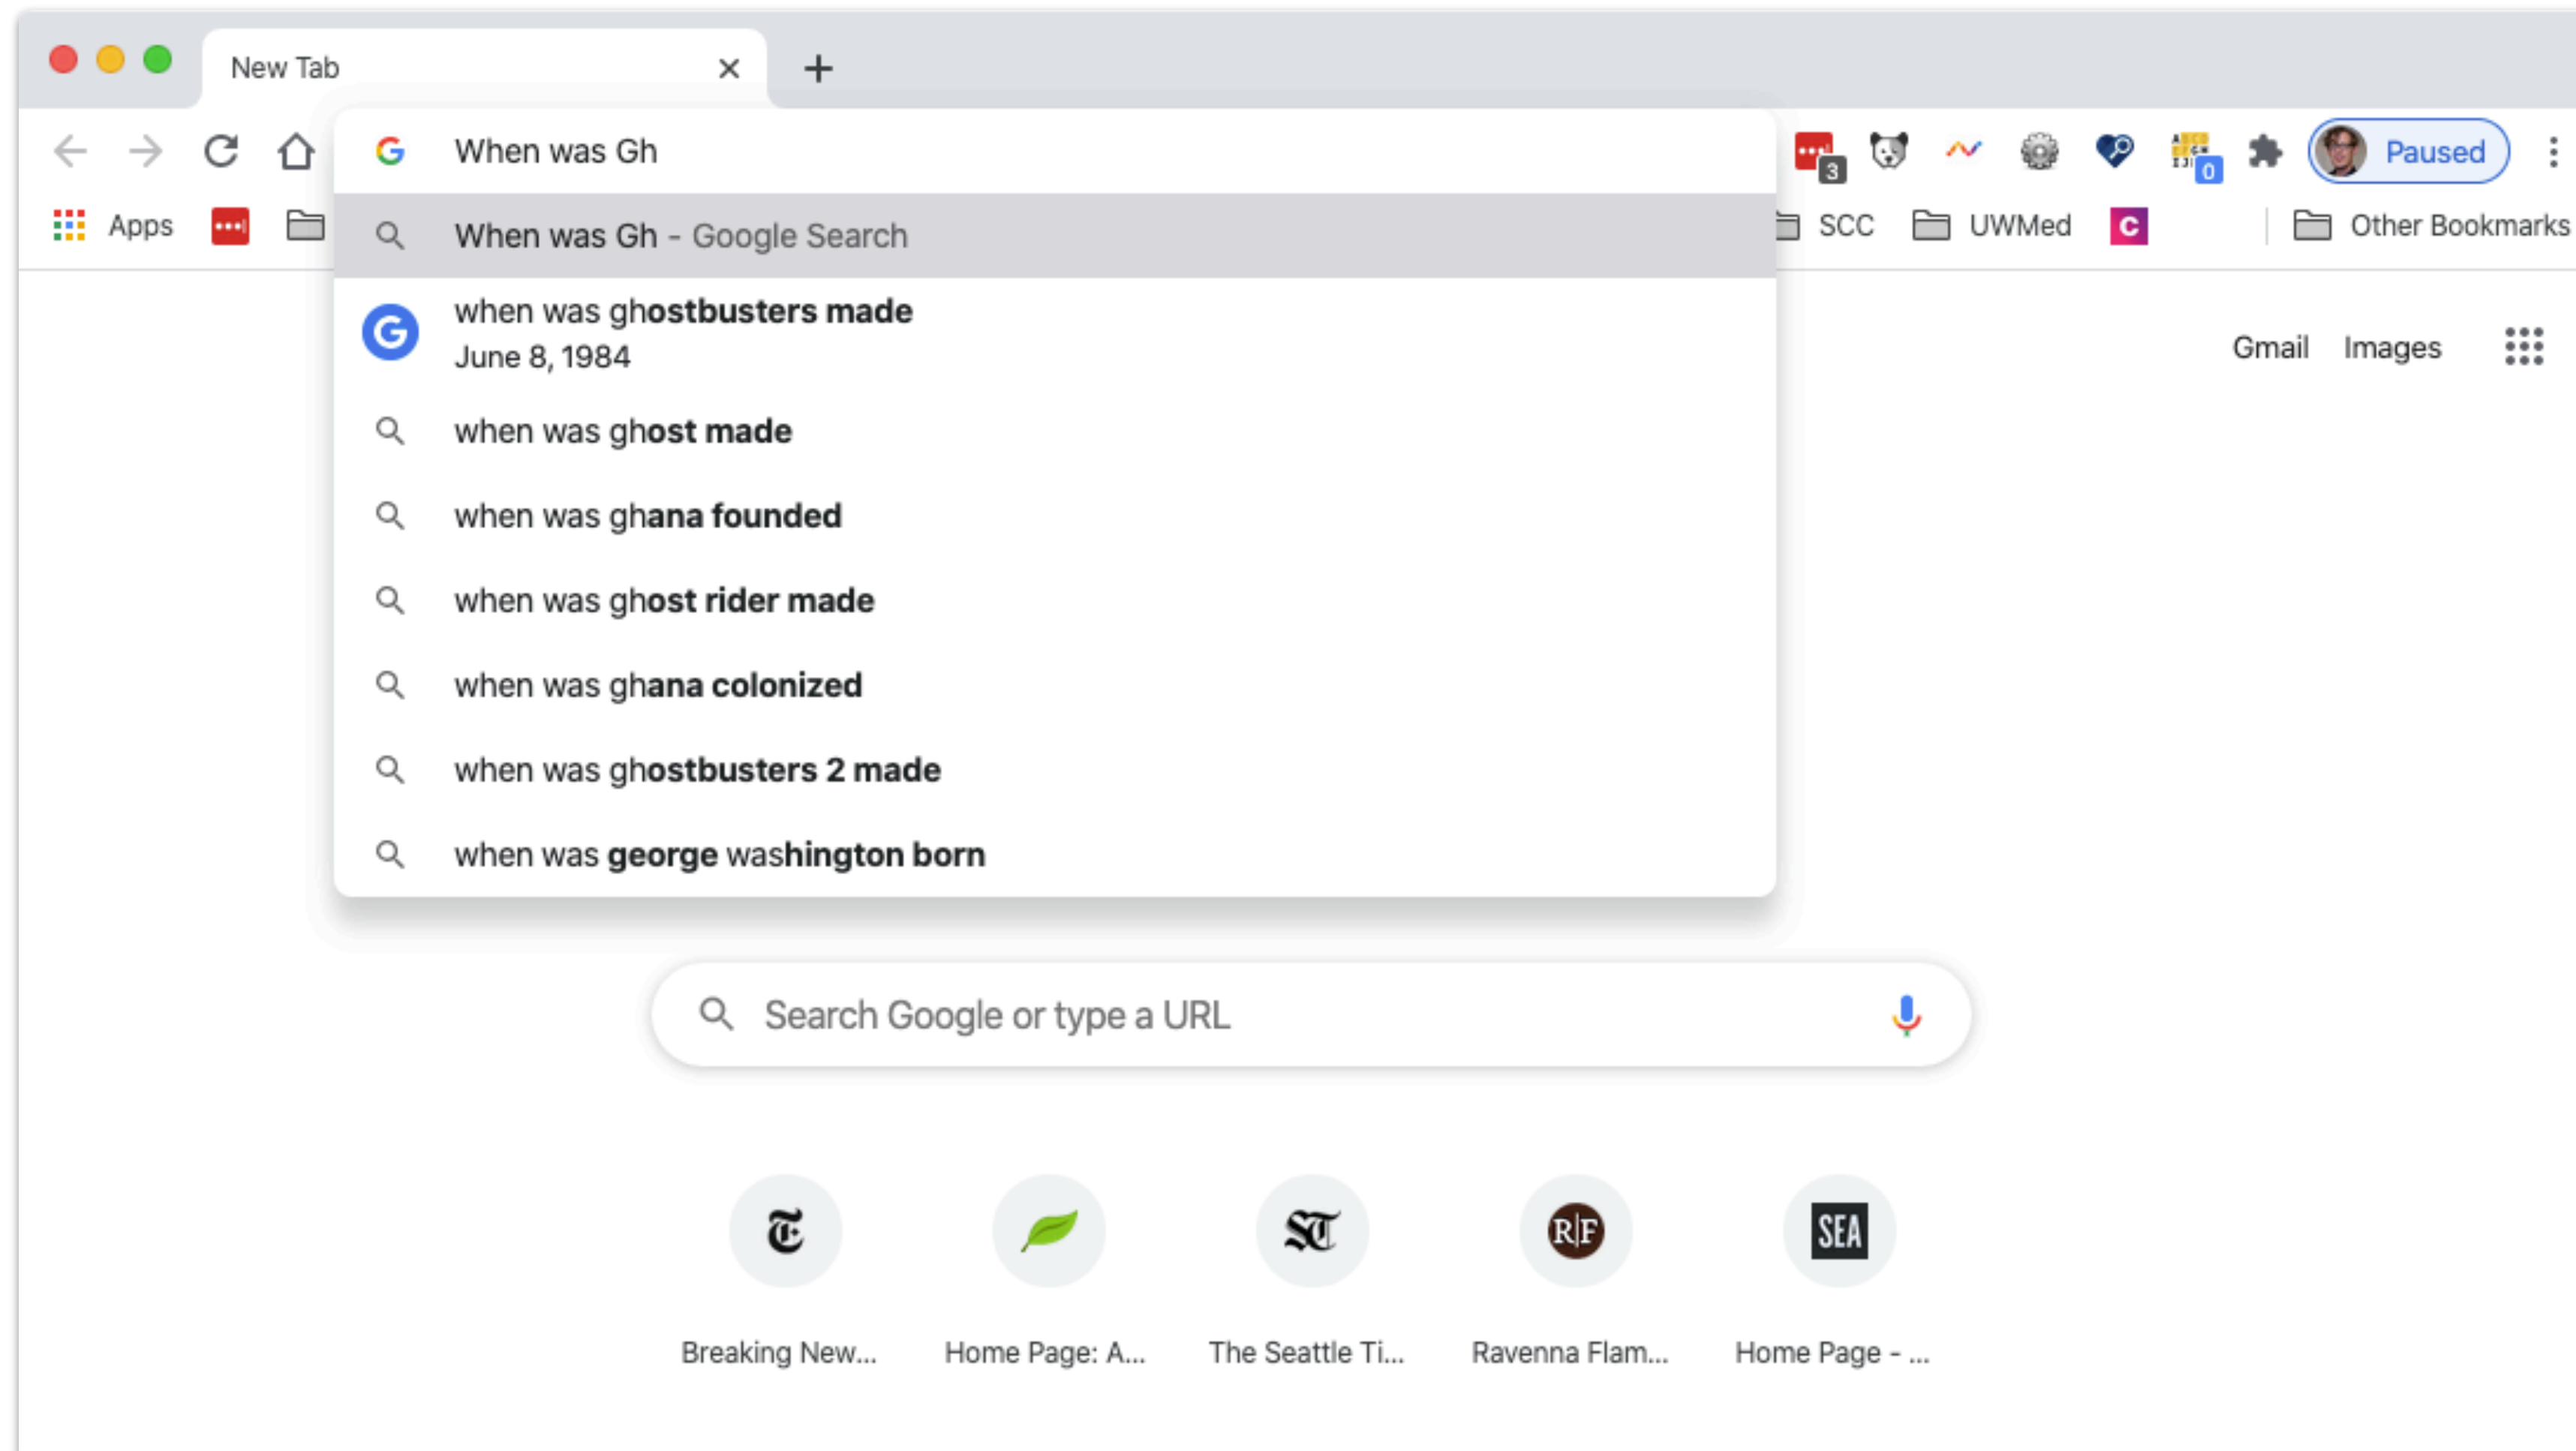 New Tab
When was Gh
3
0
Paused
Apps
When was Gh - Google Search
SCC
UWMed
C
Other Bookmarks
when was ghostbusters made
June 8, 1984
Gmail
Images
when was ghost made
when was ghana founded
when was ghost rider made
when was ghana colonized
when was ghostbusters 2 made
when was george washington born
Search Google or type a URL
T
ST
R|F
SEA
Breaking New...
Home Page: A...
The Seattle Ti...
Ravenna Flam...
Home Page - ...